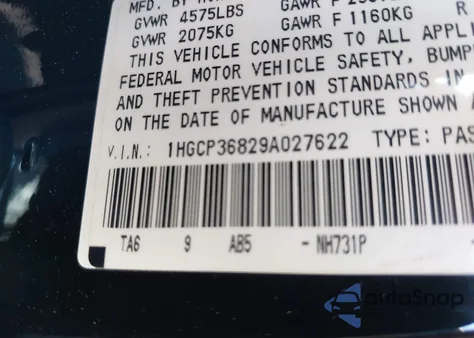 MFD. BY
GVWR 4575LBS GAWR F
GVWR 2075KG GAWR F 1160KG R
THIS VEHICLE CONFORMS TO ALL APPLI
FEDERAL MOTOR VEHICLE SAFETY, BUMP
AND THEFT PREVENTION STANDARDS IN
ON THE DATE OF MANUFACTURE SHOWN
V.I.N.: 1HGCP36829A027622 TYPE: PAS
TA6 9 AB5 -NH731P
autoSnap